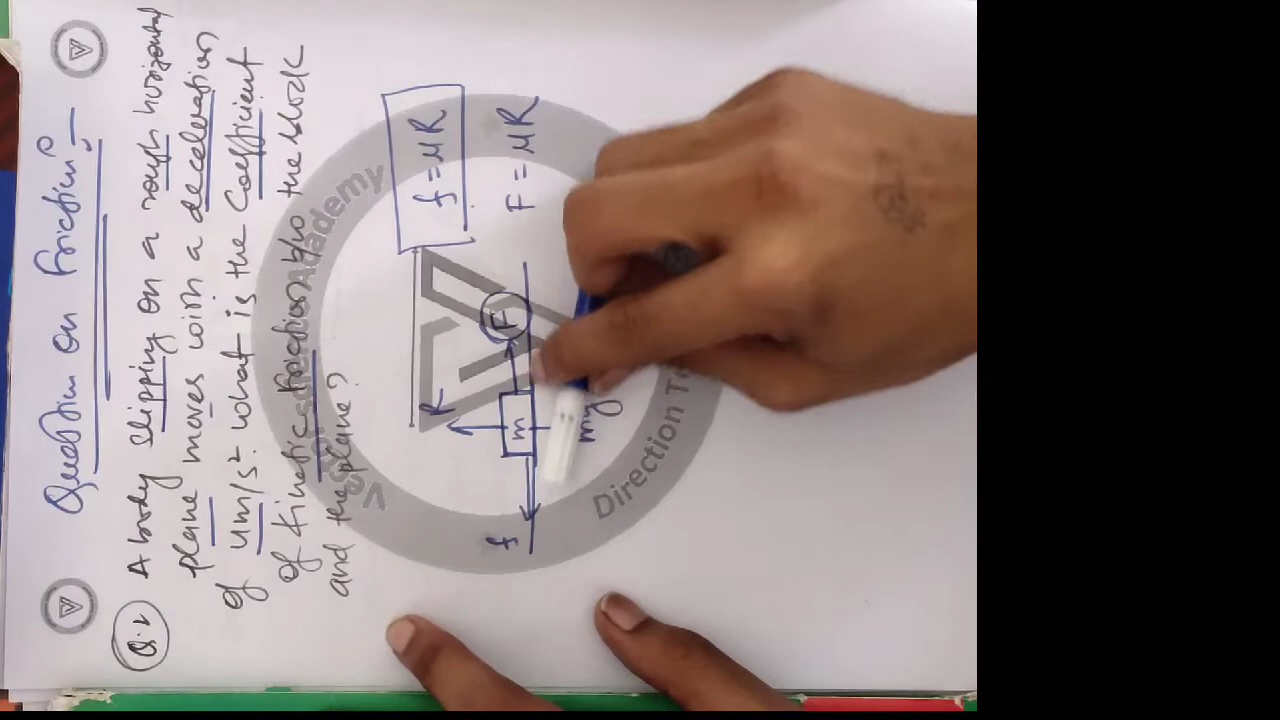 Question on friction:-
Q.2 A body slipping on a rough horizontal
plane moves with a deceleration
of 4m/s². what is the Coefficient
of kinetic friction b/w the block
and the plane?
f = μR
F = μR
R
f
m
F
mg
Academy
Direction